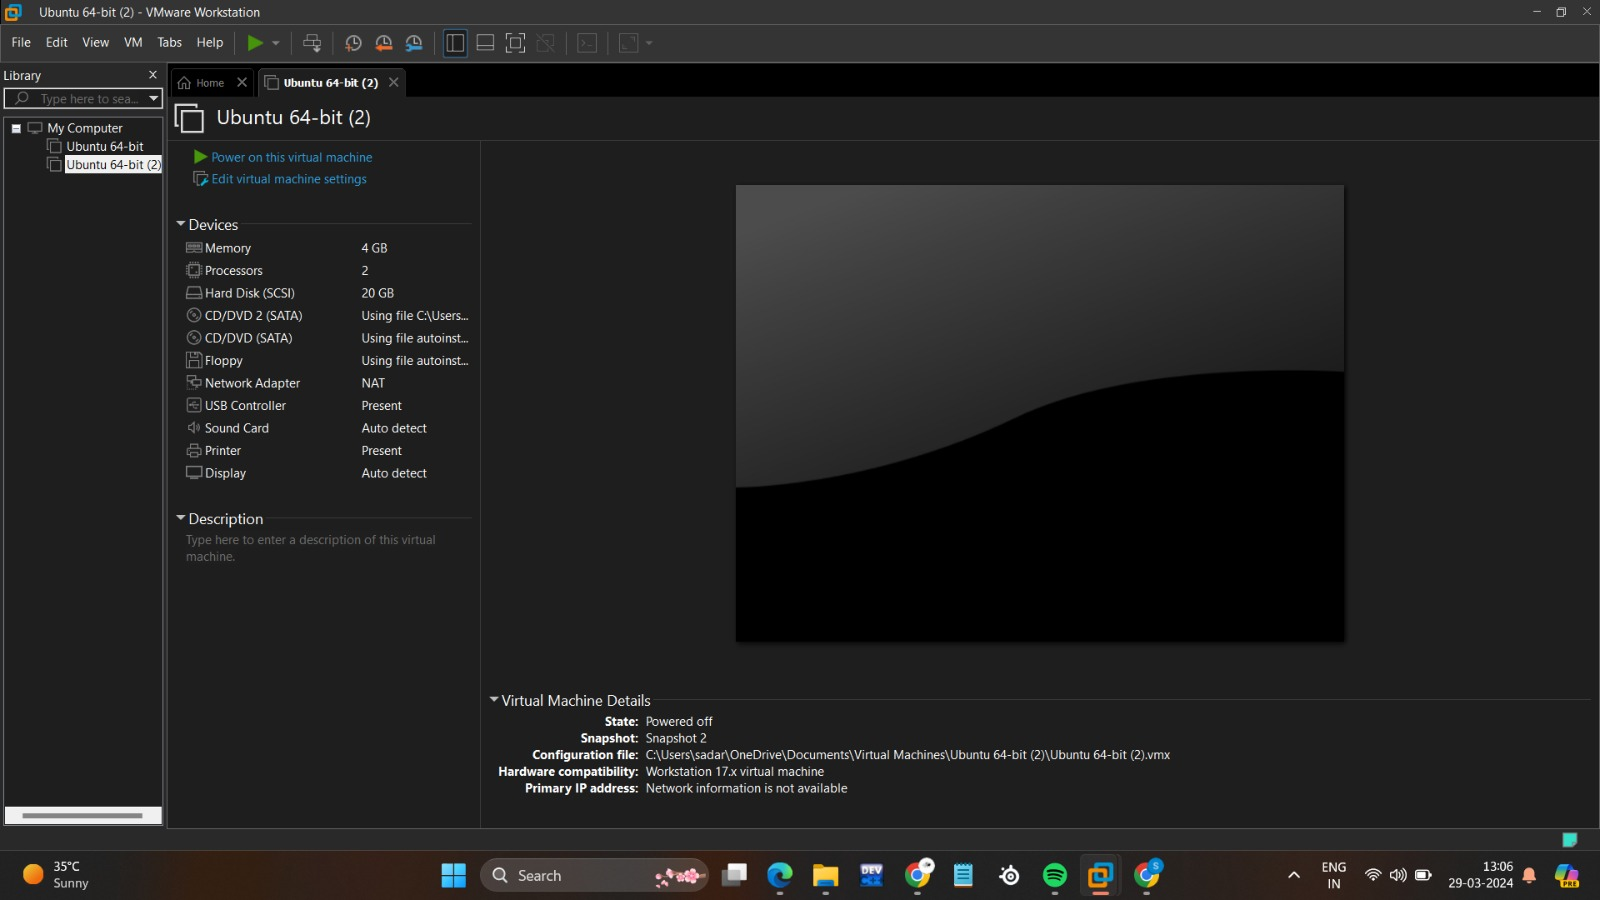 Ubuntu 64-bit (2) - VMware Workstation
File Edit View VM Tabs Help
Library
Type here to sea...
Home
Ubuntu 64-bit (2)
My Computer
Ubuntu 64-bit
Ubuntu 64-bit (2)
Ubuntu 64-bit (2)
Power on this virtual machine
Edit virtual machine settings
Devices
Memory 4 GB
Processors 2
Hard Disk (SCSI) 20 GB
CD/DVD 2 (SATA) Using file C:\Users...
CD/DVD (SATA) Using file autoinst...
Floppy Using file autoinst...
Network Adapter NAT
USB Controller Present
Sound Card Auto detect
Printer Present
Display Auto detect
Description
Type here to enter a description of this virtual
machine.
Virtual Machine Details
State: Powered off
Snapshot: Snapshot 2
Configuration file: C:\Users\sadar\OneDrive\Documents\Virtual Machines\Ubuntu 64-bit (2)\Ubuntu 64-bit (2).vmx
Hardware compatibility: Workstation 17.x virtual machine
Primary IP address: Network information is not available
35°C
Sunny
Search
DEV
S
ENG
IN
13:06
29-03-2024
PRE